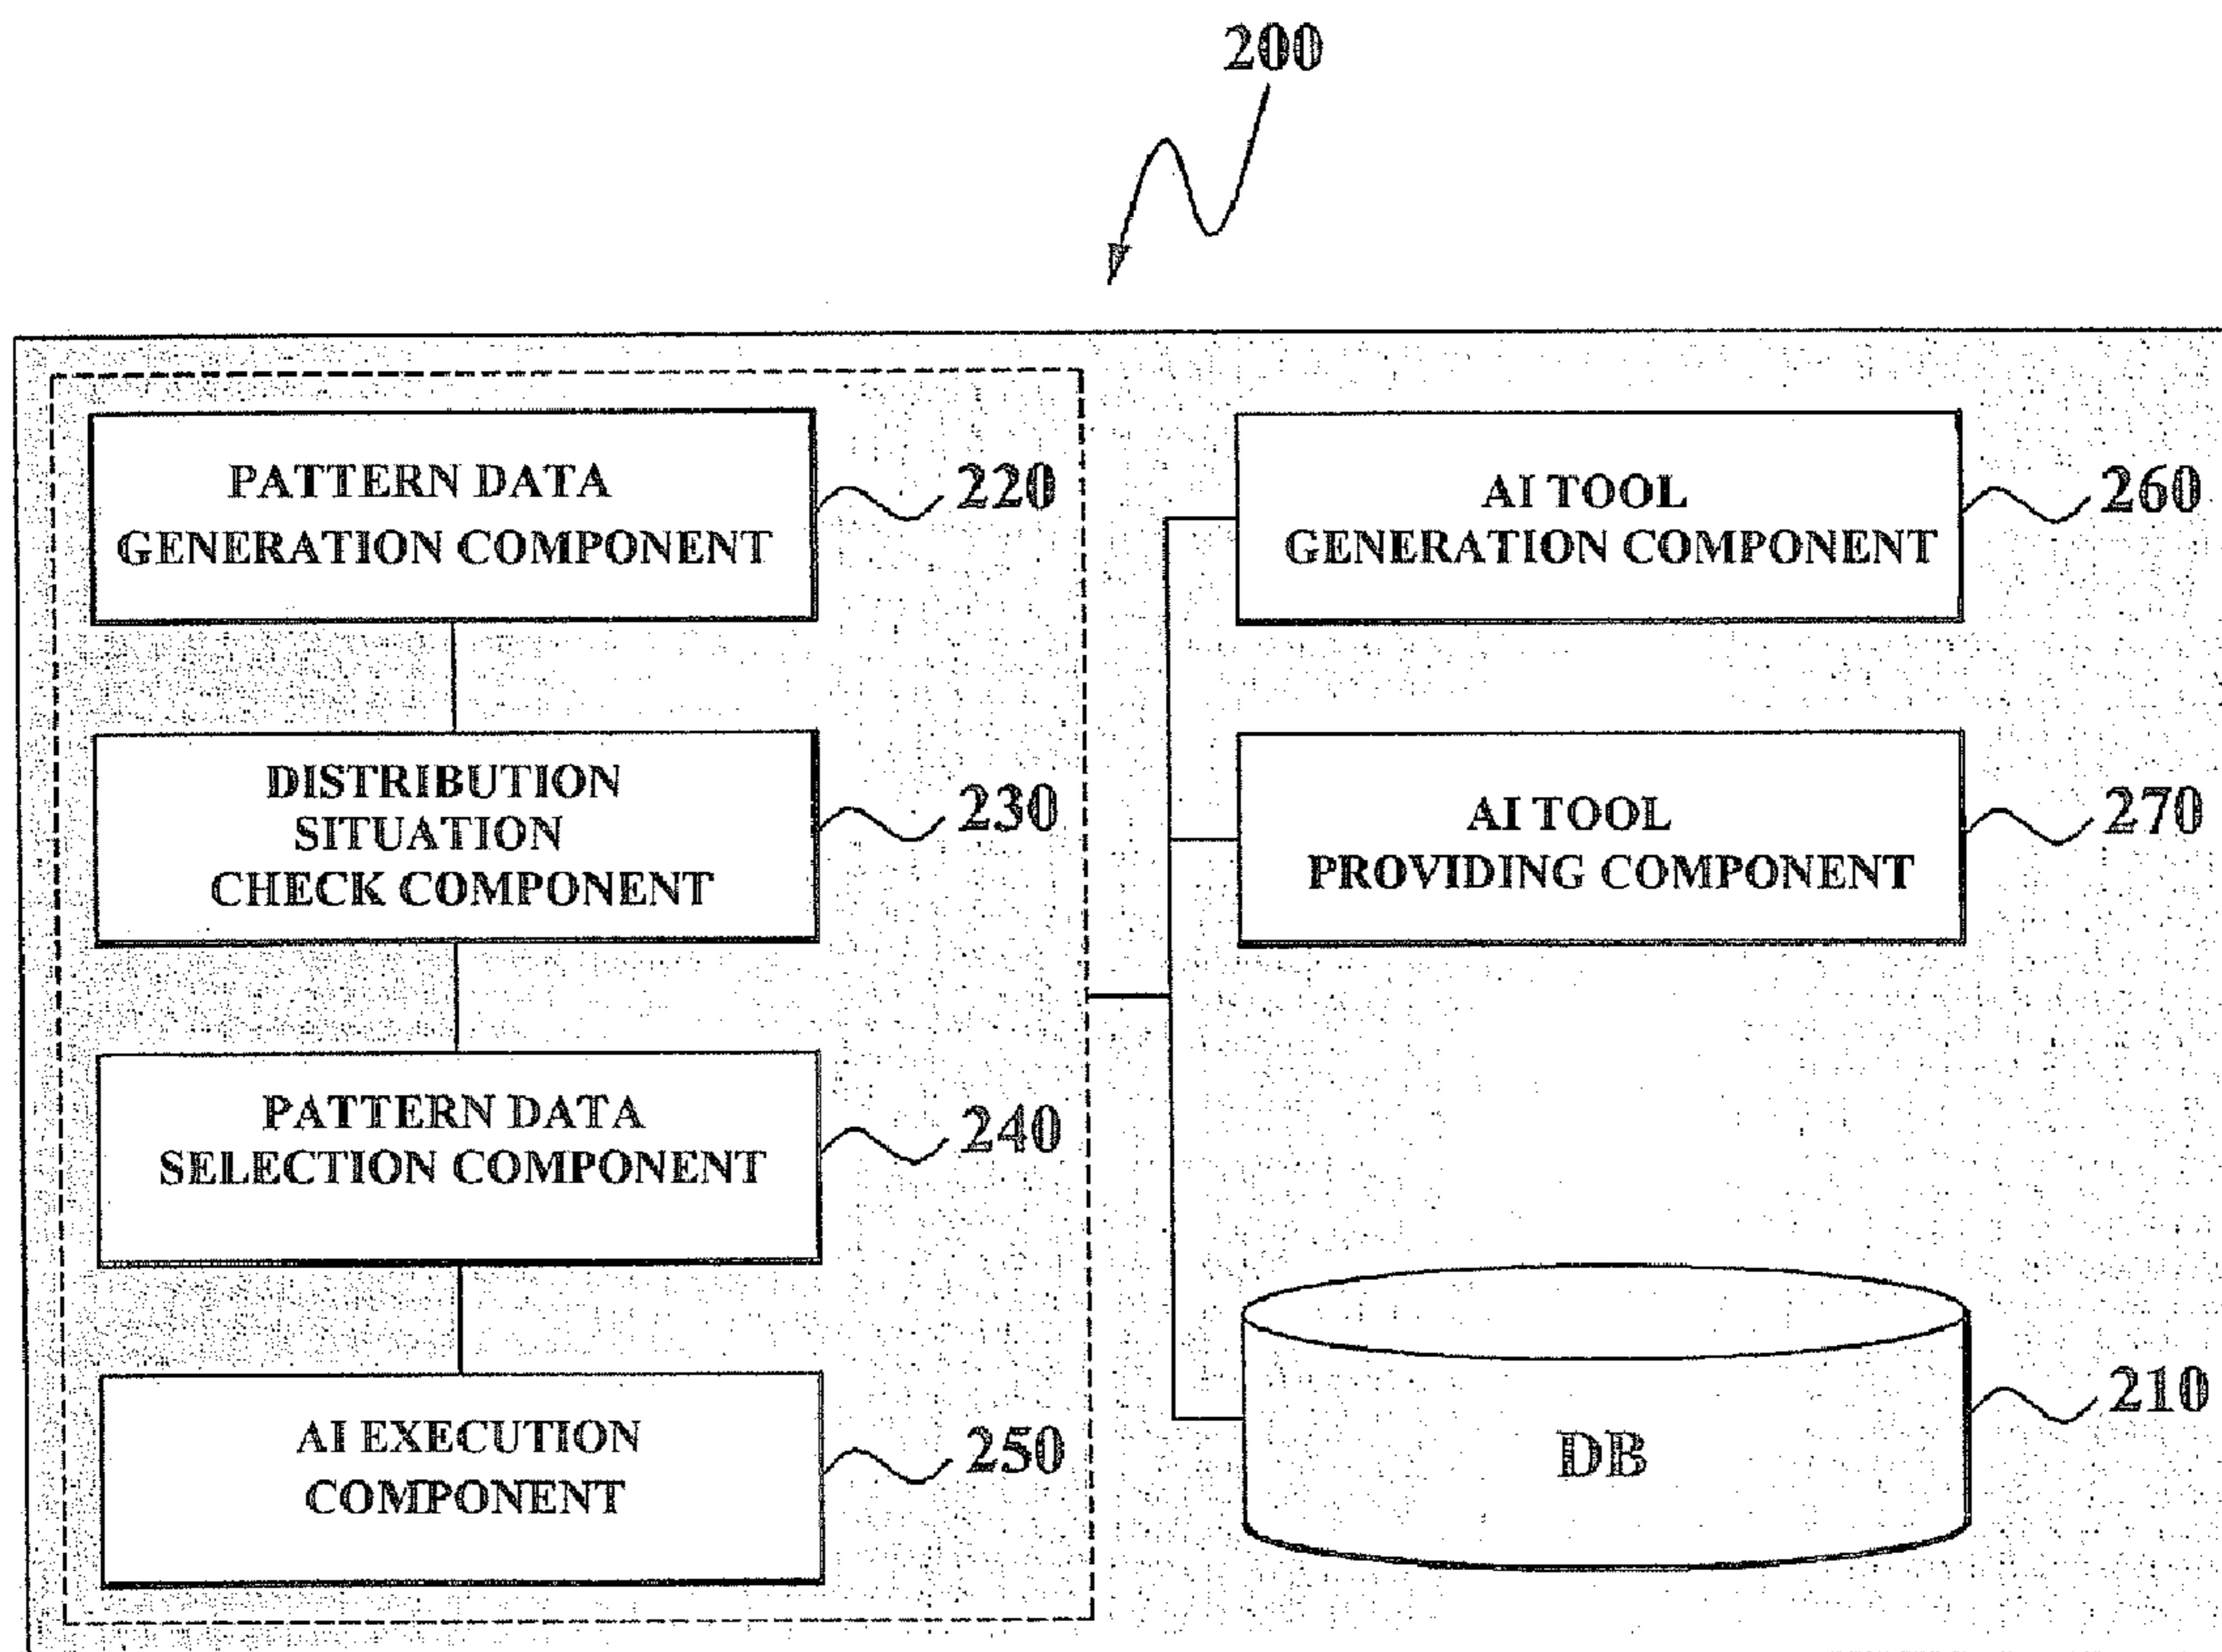 200
PATTERN DATA
GENERATION COMPONENT
220
DISTRIBUTION
SITUATION
CHECK COMPONENT
230
PATTERN DATA
SELECTION COMPONENT
240
AI EXECUTION
COMPONENT
250
AI TOOL
GENERATION COMPONENT
260
AI TOOL
PROVIDING COMPONENT
270
DB
210